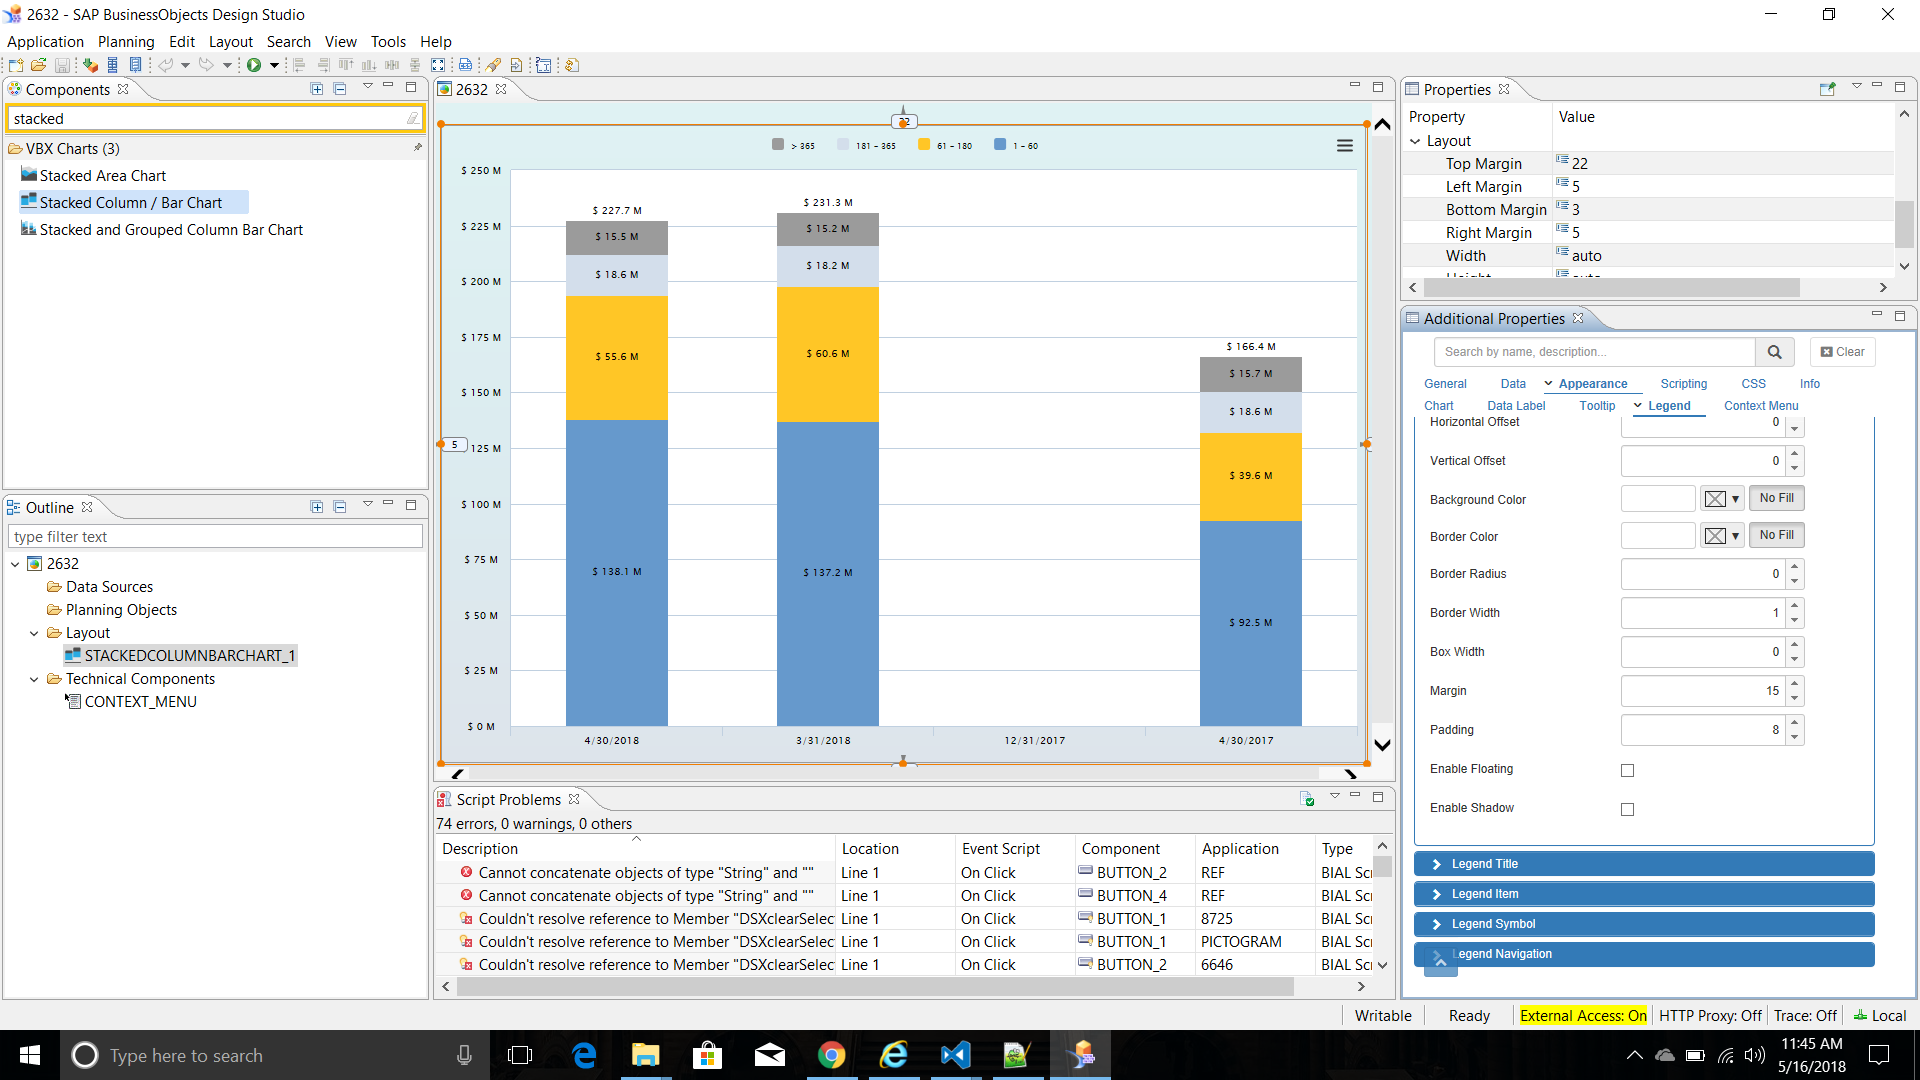 2632 - SAP BusinessObjects Design Studio
Application Planning Edit Layout Search View Tools Help
Components
stacked
VBX Charts (3)
Stacked Area Chart
Stacked Column / Bar Chart
Stacked and Grouped Column Bar Chart
Outline
type filter text
2632
Data Sources
Planning Objects
Layout
STACKEDCOLUMNBARCHART_1
Technical Components
CONTEXT_MENU
2632
> 365 181 - 365 61 - 180 1 - 60
$ 250 M
$ 225 M
$ 200 M
$ 175 M
$ 150 M
5
125 M
$ 100 M
$ 75 M
$ 50 M
$ 25 M
$ 0 M
$ 227.7 M
$ 15.5 M
$ 18.6 M
$ 55.6 M
$ 138.1 M
$ 231.3 M
$ 15.2 M
$ 18.2 M
$ 60.6 M
$ 137.2 M
$ 166.4 M
$ 15.7 M
$ 18.6 M
$ 39.6 M
$ 92.5 M
4/30/2018 3/31/2018 12/31/2017 4/30/2017
Script Problems
74 errors, 0 warnings, 0 others
Description Location Event Script Component Application Type
Cannot concatenate objects of type "String" and "" Line 1 On Click BUTTON_2 REF BIAL Sc
Cannot concatenate objects of type "String" and "" Line 1 On Click BUTTON_4 REF BIAL Sc
Couldn't resolve reference to Member "DSXclearSelec Line 1 On Click BUTTON_1 8725 BIAL Sc
Couldn't resolve reference to Member "DSXclearSelec Line 1 On Click BUTTON_1 PICTOGRAM BIAL Sc
Couldn't resolve reference to Member "DSXclearSelec Line 1 On Click BUTTON_2 6646 BIAL Sc
Properties
Property Value
Layout
Top Margin 22
Left Margin 5
Bottom Margin 3
Right Margin 5
Width auto
Additional Properties
Search by name, description... Clear
General Data Appearance Scripting CSS Info
Chart Data Label Tooltip Legend Context Menu
Horizontal Offset 0
Vertical Offset 0
Background Color No Fill
Border Color No Fill
Border Radius 0
Border Width 1
Box Width 0
Margin 15
Padding 8
Enable Floating
Enable Shadow
Legend Title
Legend Item
Legend Symbol
Legend Navigation
Writable Ready External Access: On HTTP Proxy: Off Trace: Off Local
Type here to search
11:45 AM
5/16/2018